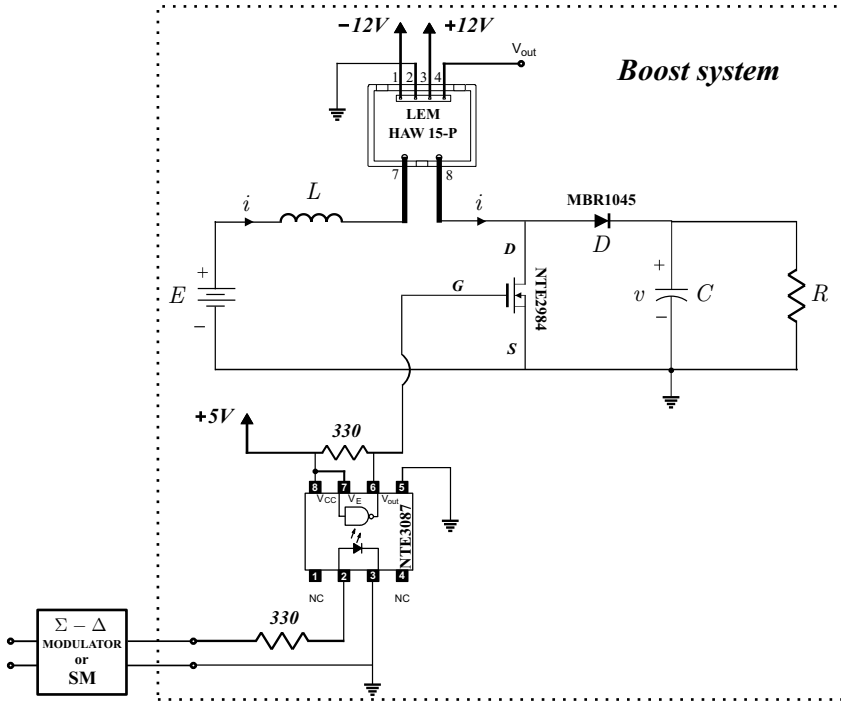 −12V +12V
Vout
Boost system
1 2 3 4
LEM
HAW 15-P
7 8
i L i MBR1045
D
D
G
NTE2984
S
+
E
−
+
v C
−
R
+5V
330
8 7 6 5
VCC VE Vout
NTE3087
1 2 3 4
NC NC
330
Σ − Δ
MODULATOR
or
SM